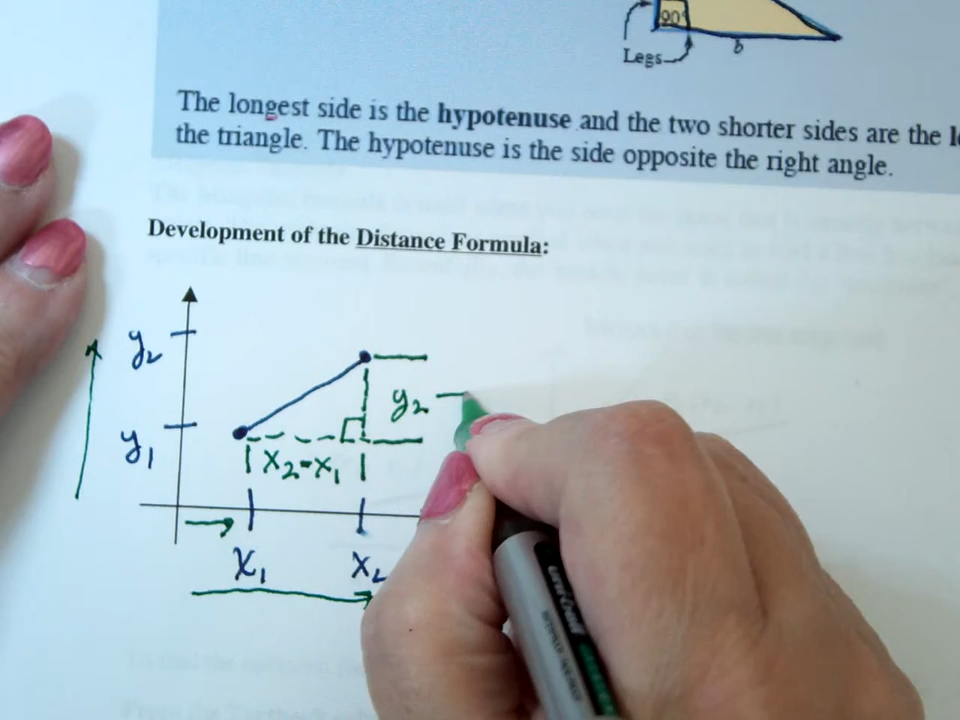 90°
Legs
b
The longest side is the hypotenuse and the two shorter sides are the
the triangle. The hypotenuse is the side opposite the right angle.
Development of the Distance Formula:
y₂
y₂ —
y₁
x₂-x₁
x₁ x₂